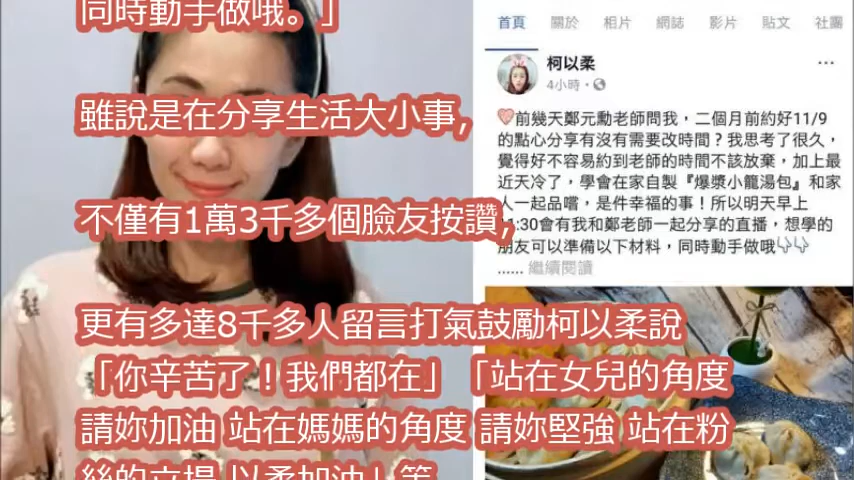 同時動手做哦。」
雖說是在分享生活大小事,
不僅有1萬3千多個臉友按讚,
更有多達8千多人留言打氣鼓勵柯以柔說
「你辛苦了！我們都在」「站在女兒的角度
請妳加油 站在媽媽的角度 請妳堅強 站在粉
絲的立場 以柔加油」等
首頁 關於 相片 網誌 影片 貼文 社團
柯以柔
4小時·
前幾天鄭元勳老師問我，二個月前約好11/9
的點心分享有沒有需要改時間？我思考了很久，
覺得好不容易約到老師的時間不該放棄，加上最
近天冷了，學會在家自製『爆漿小籠湯包』和家
人一起品嚐，是件幸福的事！所以明天早上
:30會有我和鄭老師一起分享的直播，想學的
朋友可以準備以下材料，同時動手做哦
...... 繼續閱讀